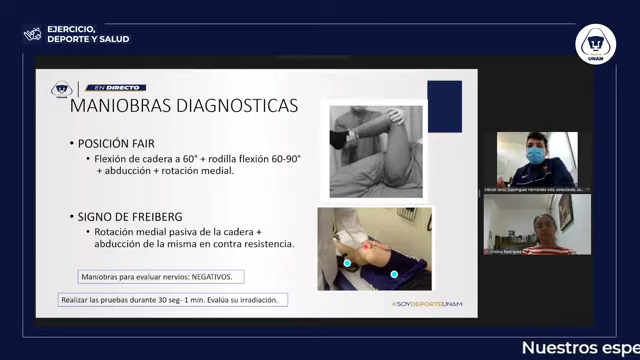 EJERCICIO,
DEPORTE Y SALUD
UNAM
EN DIRECTO
MANIOBRAS DIAGNOSTICAS
• POSICIÓN FAIR
• Flexión de cadera a 60° + rodilla flexión 60-90°
+ abducción + rotación medial.
• SIGNO DE FREIBERG
• Rotación medial pasiva de la cadera +
abducción de la misma en contra resistencia.
Maniobras para evaluar nervios: NEGATIVOS.
Realizar las pruebas durante 30 seg- 1 min. Evalúa su irradiación.
#SOYDEPORTEUNAM
Nuestros espe